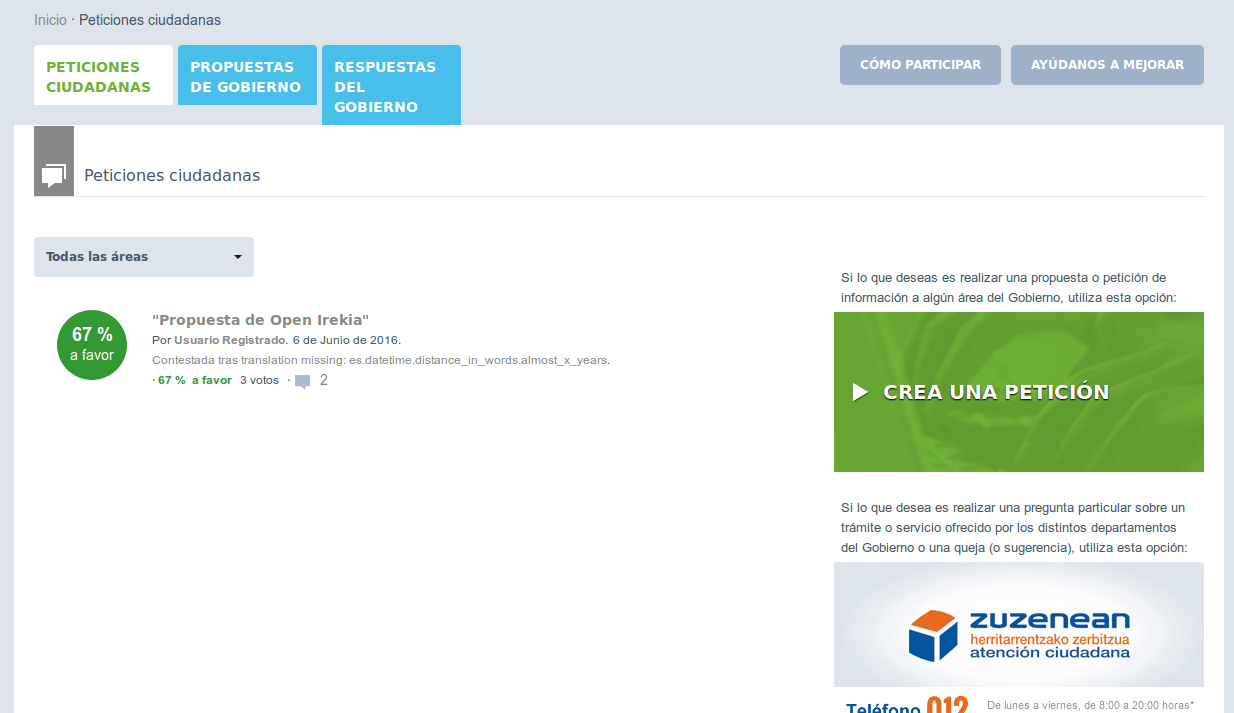 Inicio · Peticiones ciudadanas
PETICIONES
CIUDADANAS
PROPUESTAS
DE GOBIERNO
RESPUESTAS
DEL
GOBIERNO
CÓMO PARTICIPAR
AYÚDANOS A MEJORAR
Peticiones ciudadanas
Todas las áreas
67 %
a favor
"Propuesta de Open Irekia"
Por Usuario Registrado. 6 de Junio de 2016.
Contestada tras translation missing: es.datetime.distance_in_words.almost_x_years.
· 67 % a favor 3 votos · 2
Si lo que deseas es realizar una propuesta o petición de
información a algún área del Gobierno, utiliza esta opción:
CREA UNA PETICIÓN
Si lo que desea es realizar una pregunta particular sobre un
trámite o servicio ofrecido por los distintos departamentos
del Gobierno o una queja (o sugerencia), utiliza esta opción:
zuzenean
herritarrentzako zerbitzua
atención ciudadana
Teléfono 012 De lunes a viernes, de 8:00 a 20:00 horas*